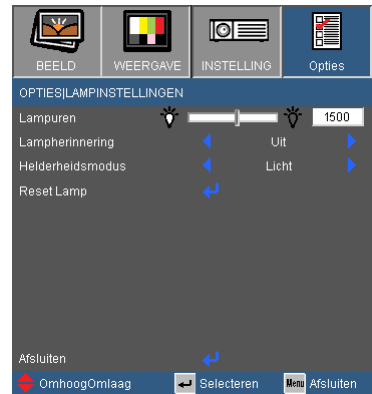 BEELD WEERGAVE INSTELLING Opties
OPTIES|LAMPINSTELLINGEN
Lampuren 1500
Lampherinnering Uit
Helderheidsmodus Licht
Reset Lamp
Afsluiten
OmhoogOmlaag Selecteren Menu Afsluiten